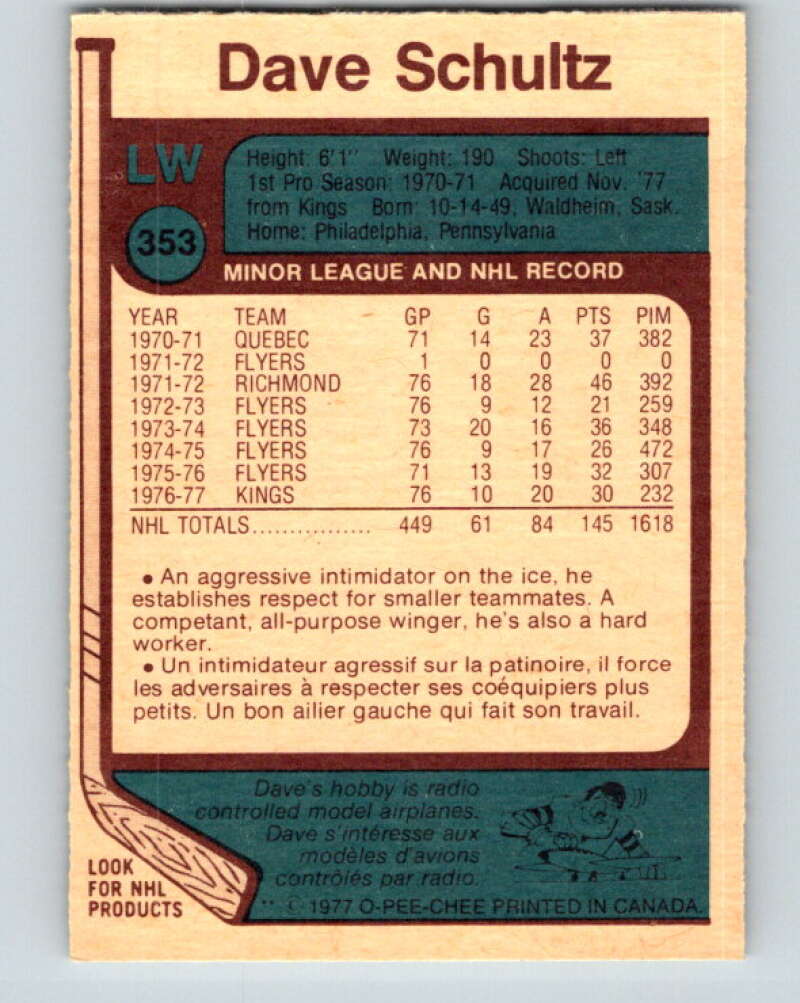 Dave Schultz
LW
353
Height: 6'1" Weight: 190 Shoots: Left
1st Pro Season: 1970-71 Acquired Nov. '77
from Kings Born: 10-14-49, Waldheim, Sask.
Home: Philadelphia, Pennsylvania
MINOR LEAGUE AND NHL RECORD
YEAR TEAM GP G A PTS PIM
1970-71 QUEBEC 71 14 23 37 382
1971-72 FLYERS 1 0 0 0 0
1971-72 RICHMOND 76 18 28 46 392
1972-73 FLYERS 76 9 12 21 259
1973-74 FLYERS 73 20 16 36 348
1974-75 FLYERS 76 9 17 26 472
1975-76 FLYERS 71 13 19 32 307
1976-77 KINGS 76 10 20 30 232
NHL TOTALS................ 449 61 84 145 1618
• An aggressive intimidator on the ice, he
establishes respect for smaller teammates. A
competant, all-purpose winger, he's also a hard
worker.
• Un intimidateur agressif sur la patinoire, il force
les adversaires à respecter ses coéquipiers plus
petits. Un bon ailier gauche qui fait son travail.
Dave's hobby is radio
controlled model airplanes.
Dave s'intéresse aux
modèles d'avions
contrôlés par radio.
LOOK
FOR NHL
PRODUCTS
** © 1977 O-PEE-CHEE PRINTED IN CANADA.